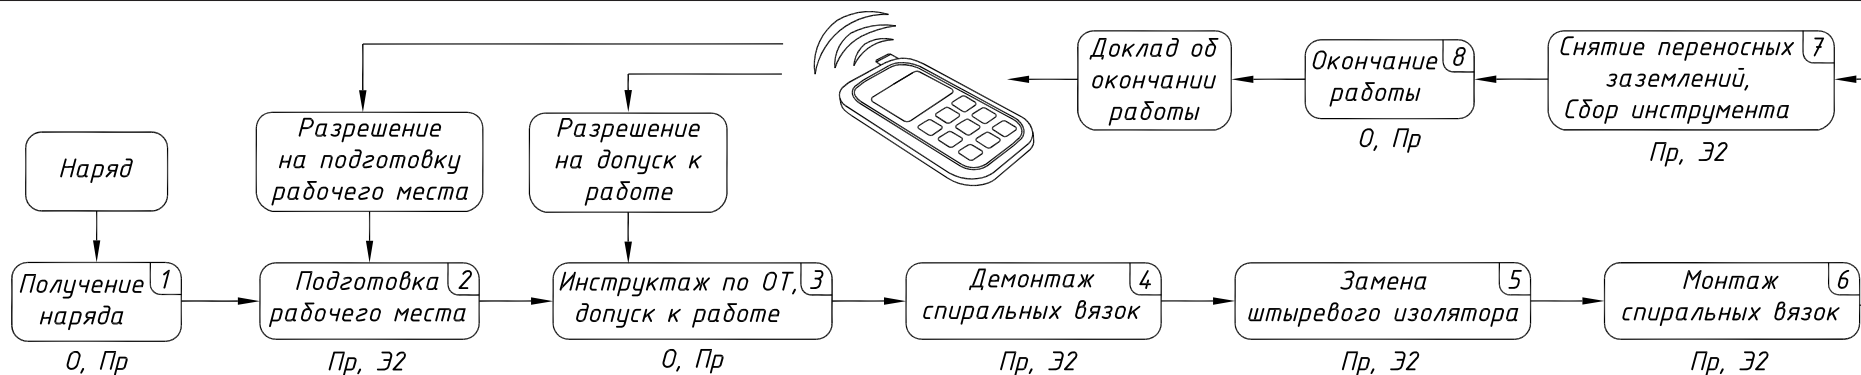 Наряд
Получение 1
наряда
О, Пр
Разрешение
на подготовку
рабочего места
Подготовка 2
рабочего места
Пр, Э2
Разрешение
на допуск к
работе
Инструктаж по ОТ, 3
допуск к работе
О, Пр
Демонтаж 4
спиральных вязок
Пр, Э2
Замена 5
штыревого изолятора
Пр, Э2
Монтаж 6
спиральных вязок
Пр, Э2
Снятие переносных 7
заземлений,
Сбор инструмента
Пр, Э2
Окончание 8
работы
О, Пр
Доклад об
окончании
работы